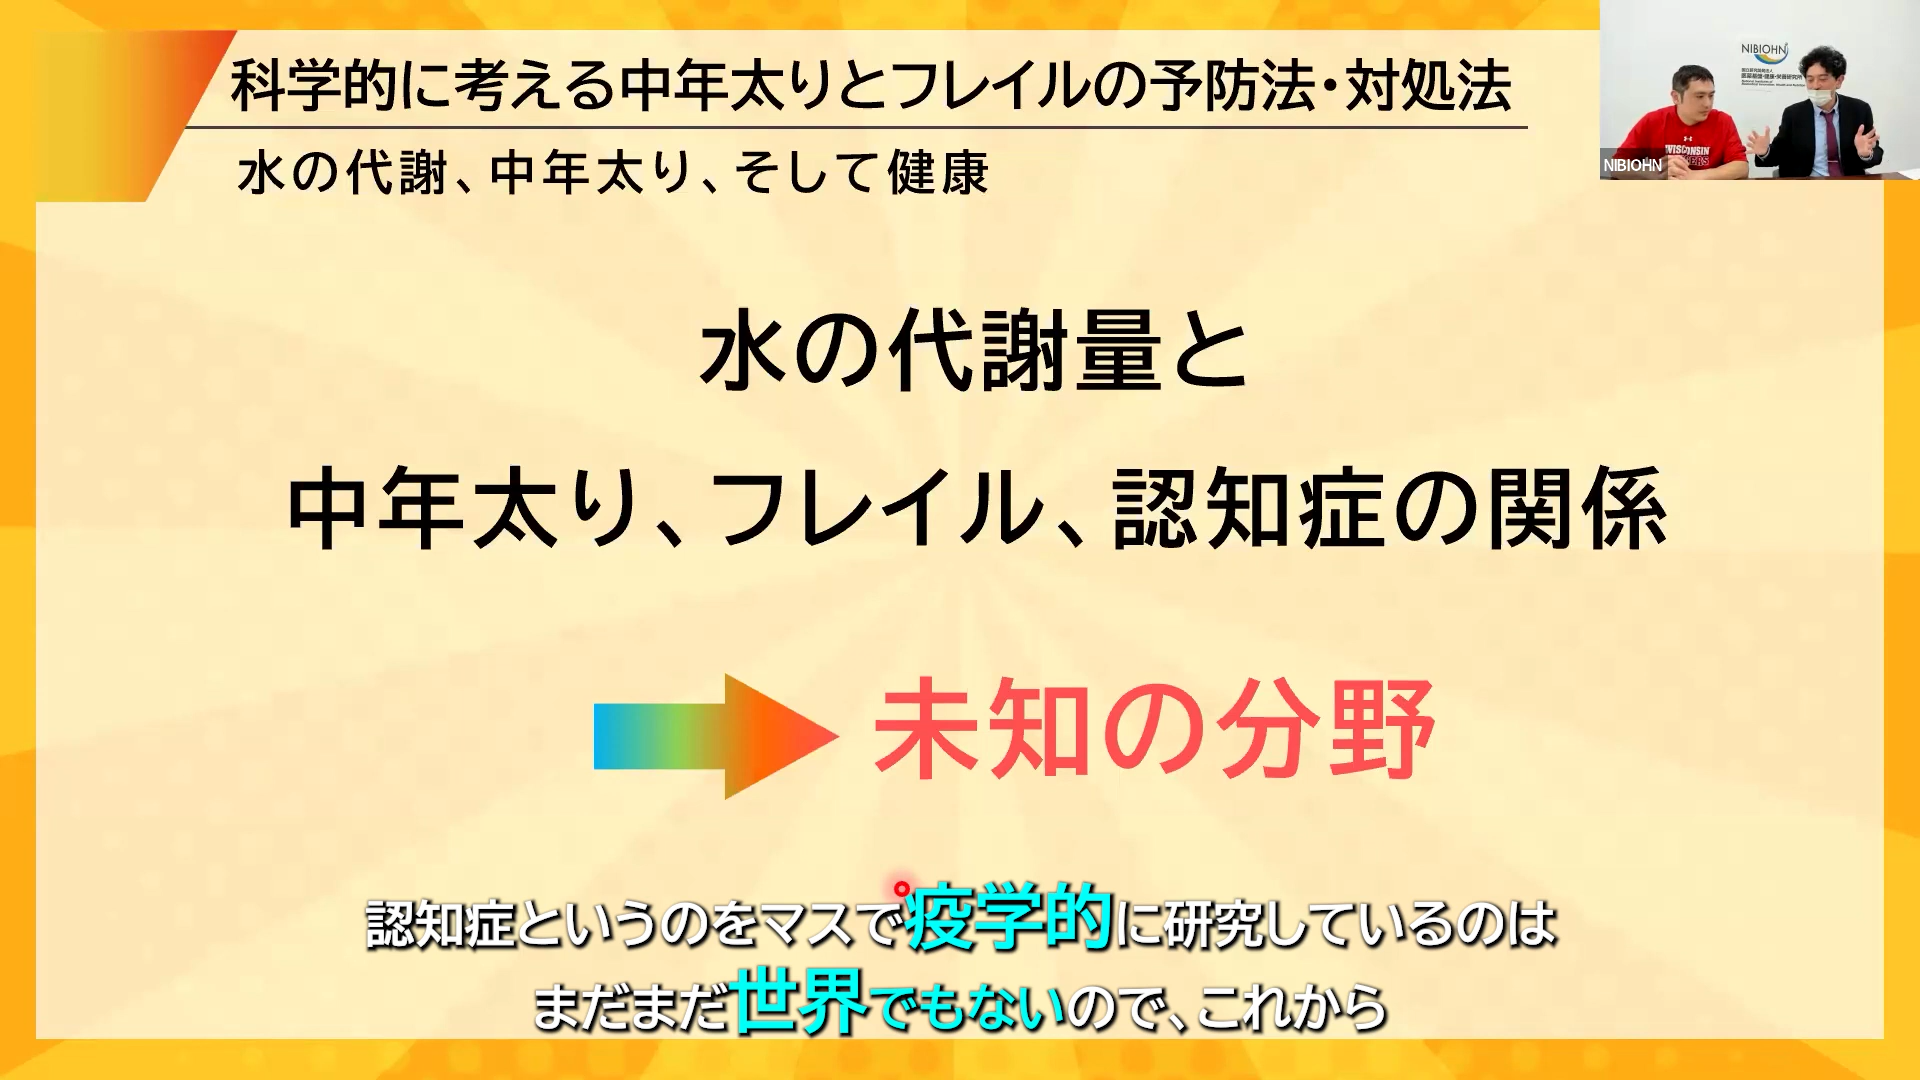 科学的に考える中年太りとフレイルの予防法・対処法
水の代謝、中年太り、そして健康
NIBIOHN
WISCONSIN
NIBIOHN
水の代謝量と
中年太り、フレイル、認知症の関係
未知の分野
認知症というのをマスで疫学的に研究しているのは
まだまだ世界でもないので、これから